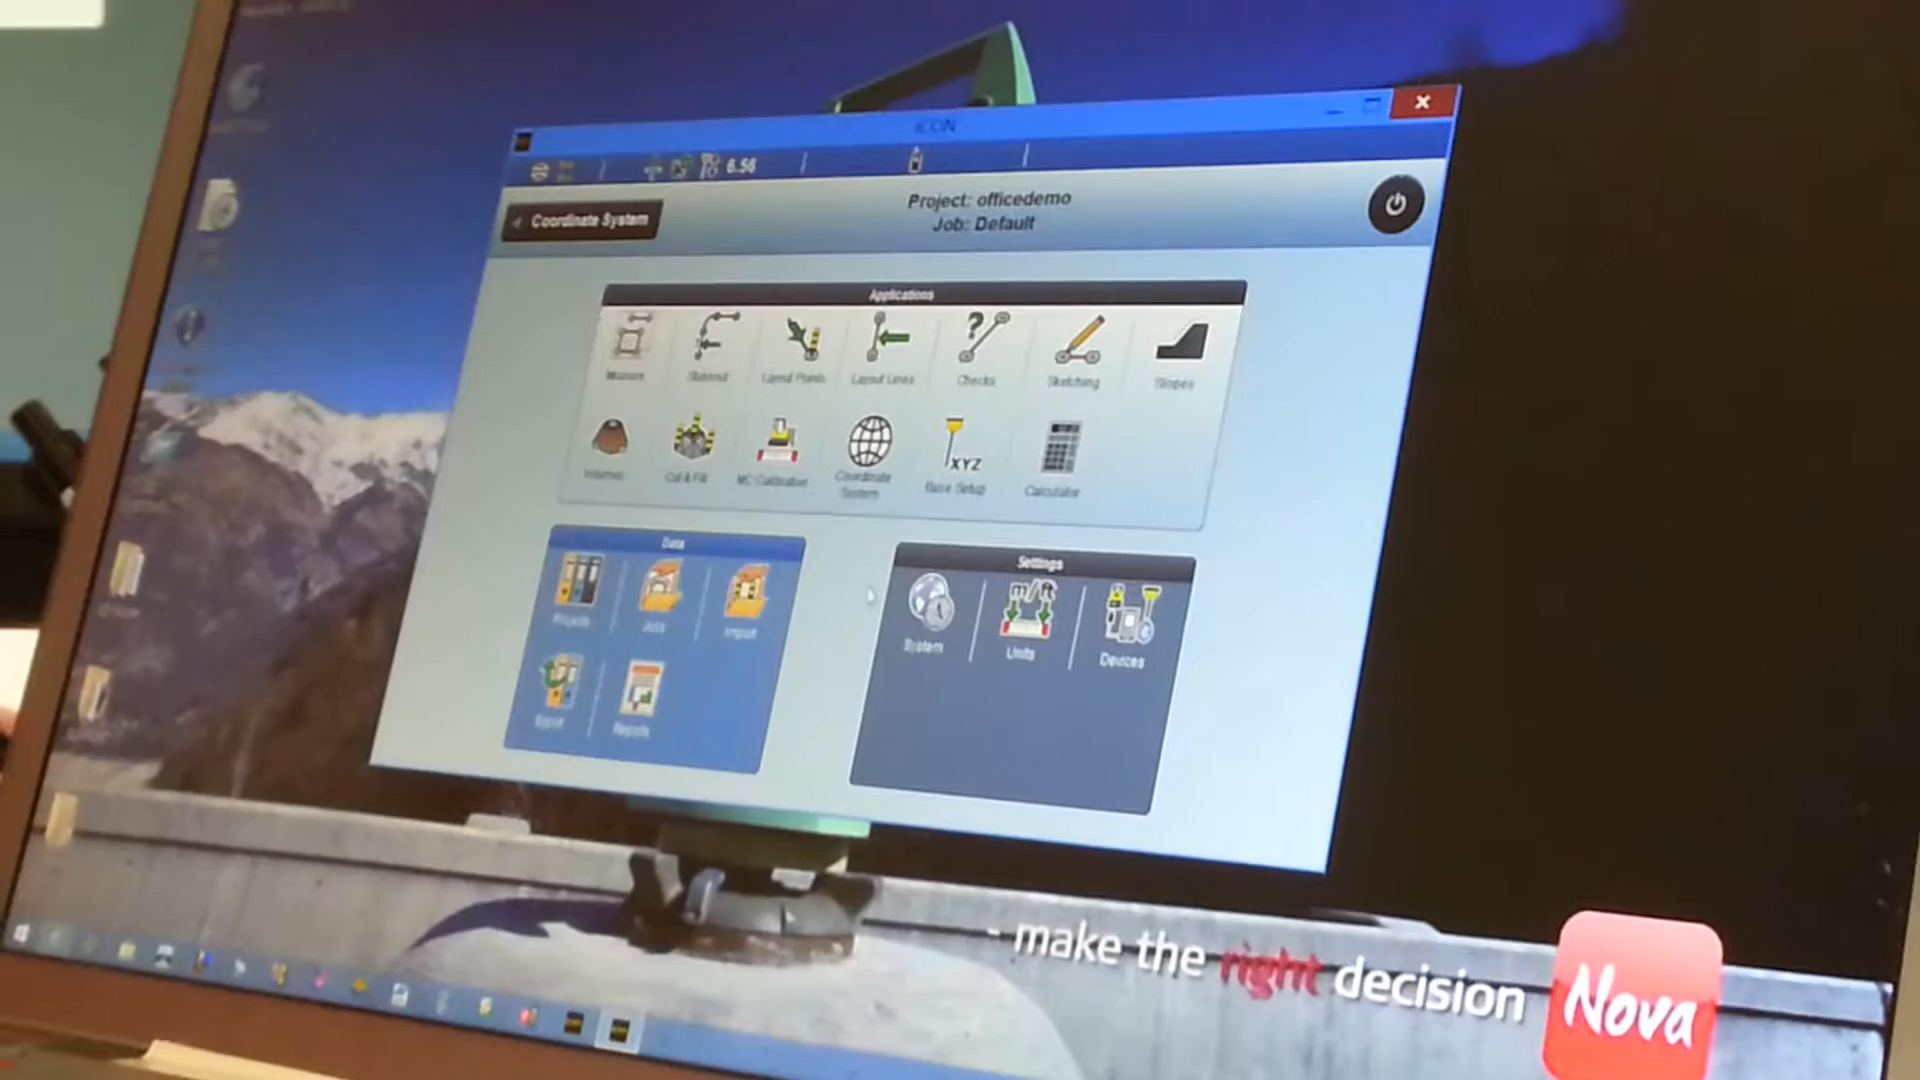 iCON
6.56
Coordinate System
Project: officedemo
Job: Default
Applications
Measure
Layout Points
Layout Lines
Checks
Sketching
Slopes
Volumes
Cut & Fill
MC Calibration
Coordinate System
Base Setup
Calculator
XYZ
Data
Projects
Jobs
Import
Export
Reports
Settings
m/ft
System
Units
Devices
- make the right decision
Nova